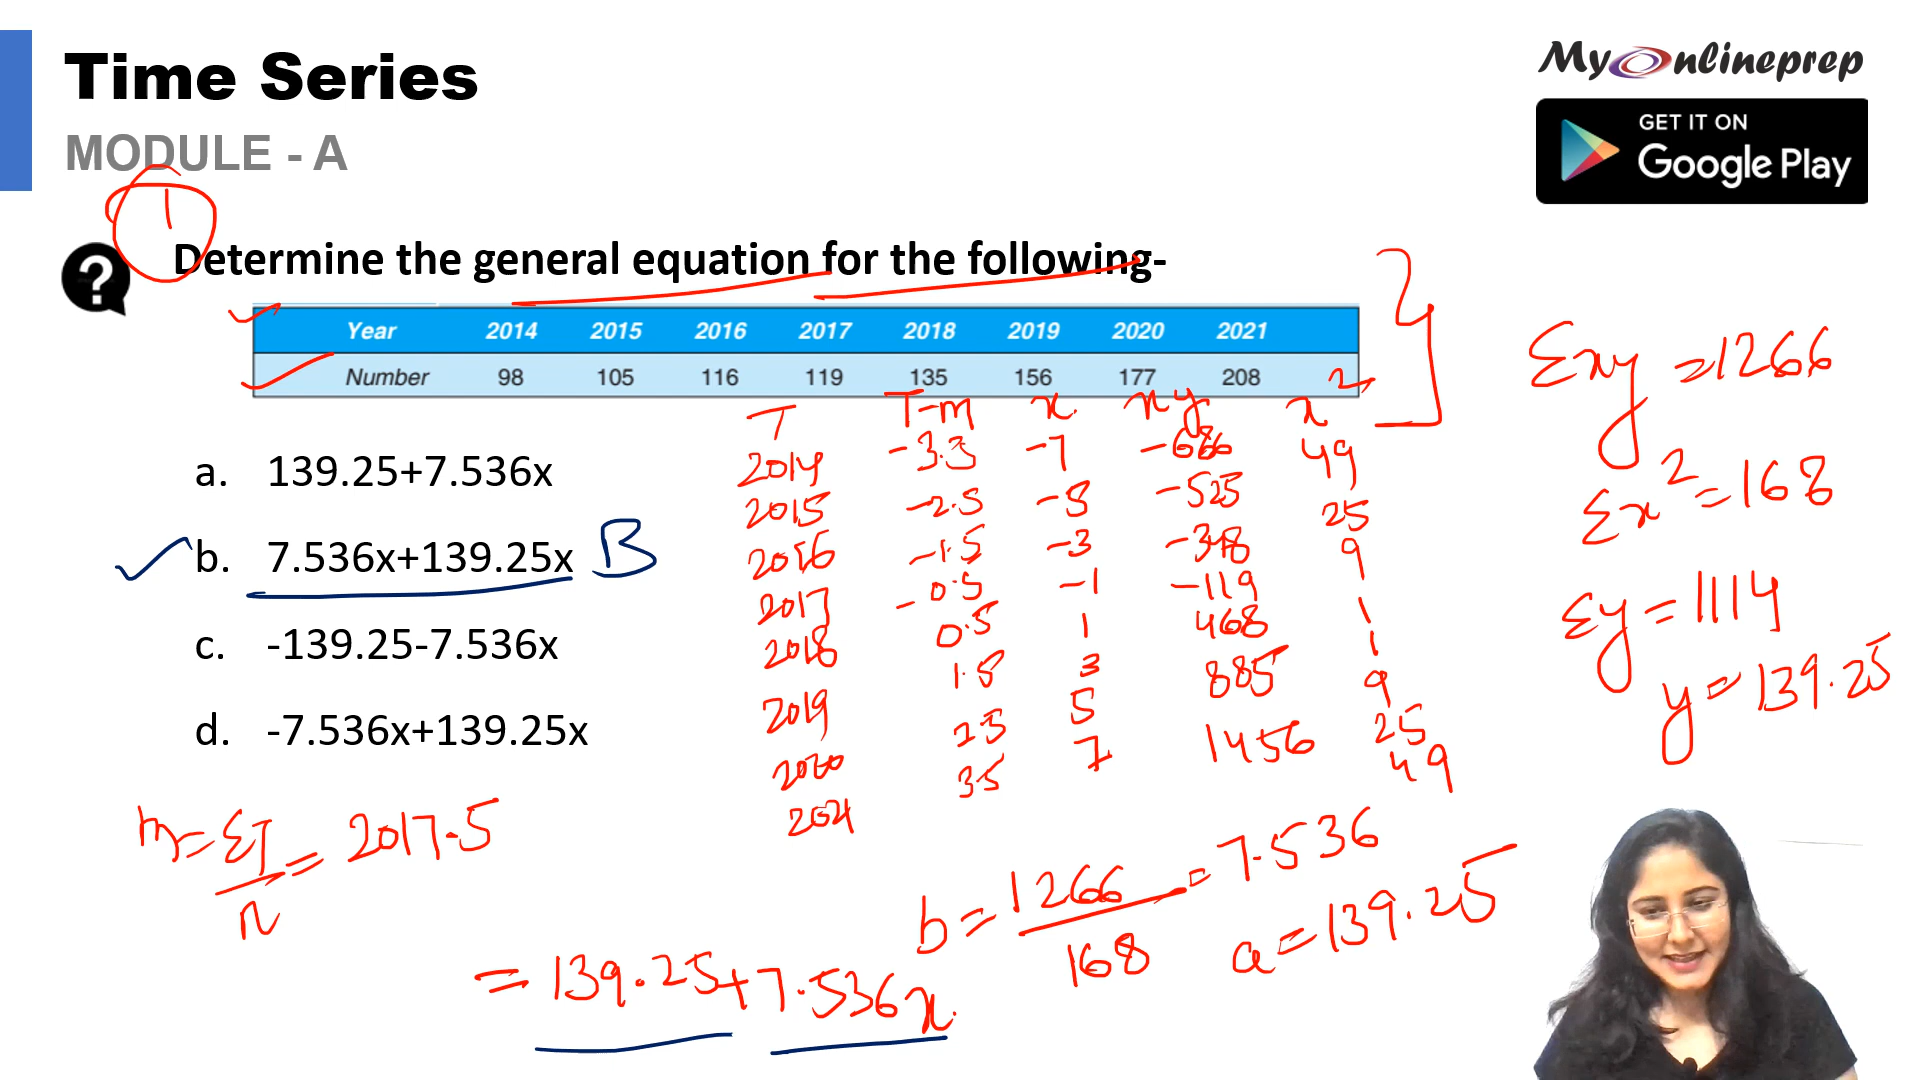 Time Series
MODULE - A
MyOnlineprep
GET IT ON
Google Play
1
?
Determine the general equation for the following-
Year 2014 2015 2016 2017 2018 2019 2020 2021
Number 98 105 116 119 135 156 177 208
a. 139.25+7.536x
b. 7.536x+139.25x B
c. -139.25-7.536x
d. -7.536x+139.25x
T T-m x xy x²
2014 -3.5 -7 -686 49
2015 -2.5 -5 -525 25
2016 -1.5 -3 -348 9
2017 -0.5 -1 -119 1
2018 0.5 1 468 1
2019 1.5 3 885 9
2020 2.5 5 1456 25
2021 3.5 7 49
Σxy = 1266
Σx² = 168
Σy = 1114
y = 139.25
m = ΣT/n = 2017.5
b = 1266/168 = 7.536
a = 139.25
= 139.25+7.536x